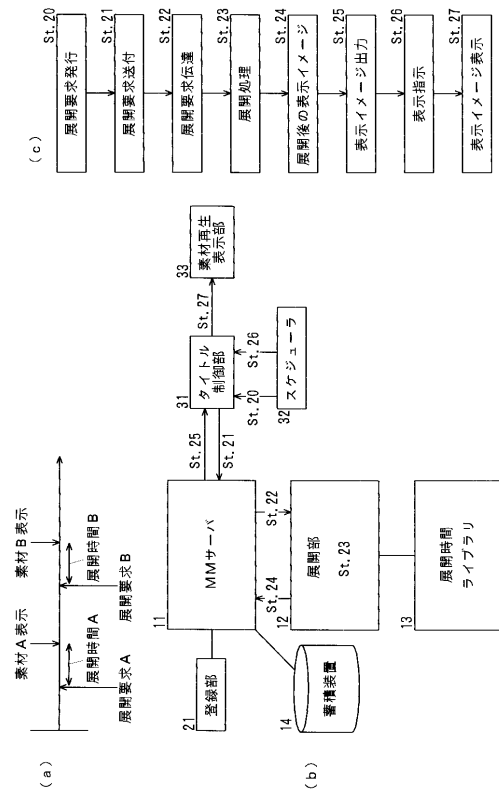 (a)
素材A表示
素材B表示
展開時間A
展開時間B
展開要求A
展開要求B
(b)
21
登録部
11
MMサーバ
14
蓄積装置
St.24
St.22
12
展開部
St.23
13
展開時間
ライブラリ
St.25
St.21
31
タイトル
制御部
St.27
33
素材再生
表示部
St.20
St.26
32
スケジューラ
(c)
展開要求発行
St.20
展開要求送付
St.21
展開要求伝達
St.22
展開処理
St.23
展開後の表示イメージ
St.24
表示イメージ出力
St.25
表示指示
St.26
表示イメージ表示
St.27